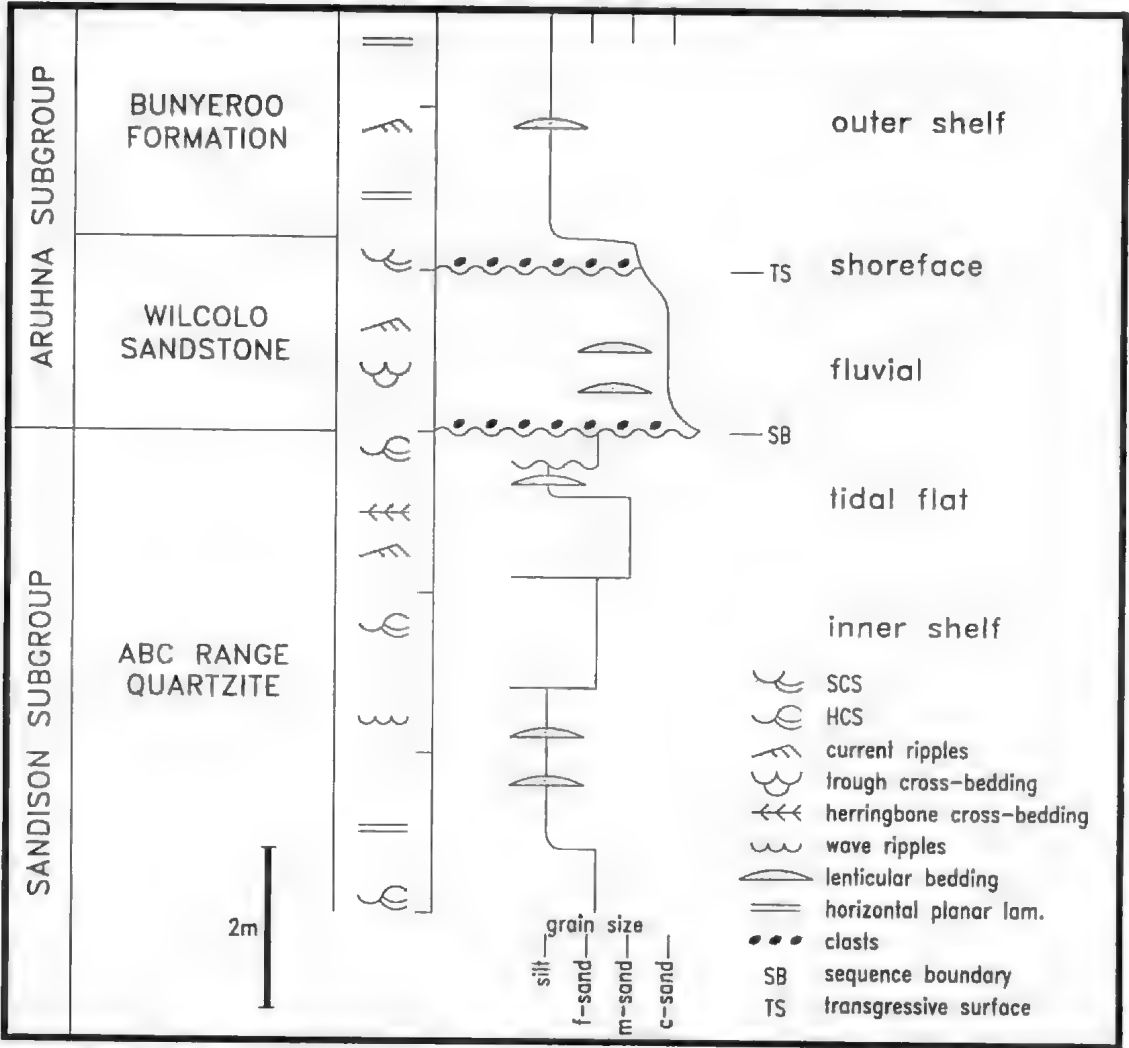 ARUHNA SUBGROUP
SANDISON SUBGROUP
BUNYEROO
FORMATION
WILCOLO
SANDSTONE
ABC RANGE
QUARTZITE
outer shelf
TS
shoreface
fluvial
SB
tidal flat
inner shelf
SCS
HCS
current ripples
trough cross-bedding
herringbone cross-bedding
wave ripples
lenticular bedding
horizontal planar lam.
clasts
SB sequence boundary
TS transgressive surface
2m
grain size
silt
f-sand
m-sand
c-sand